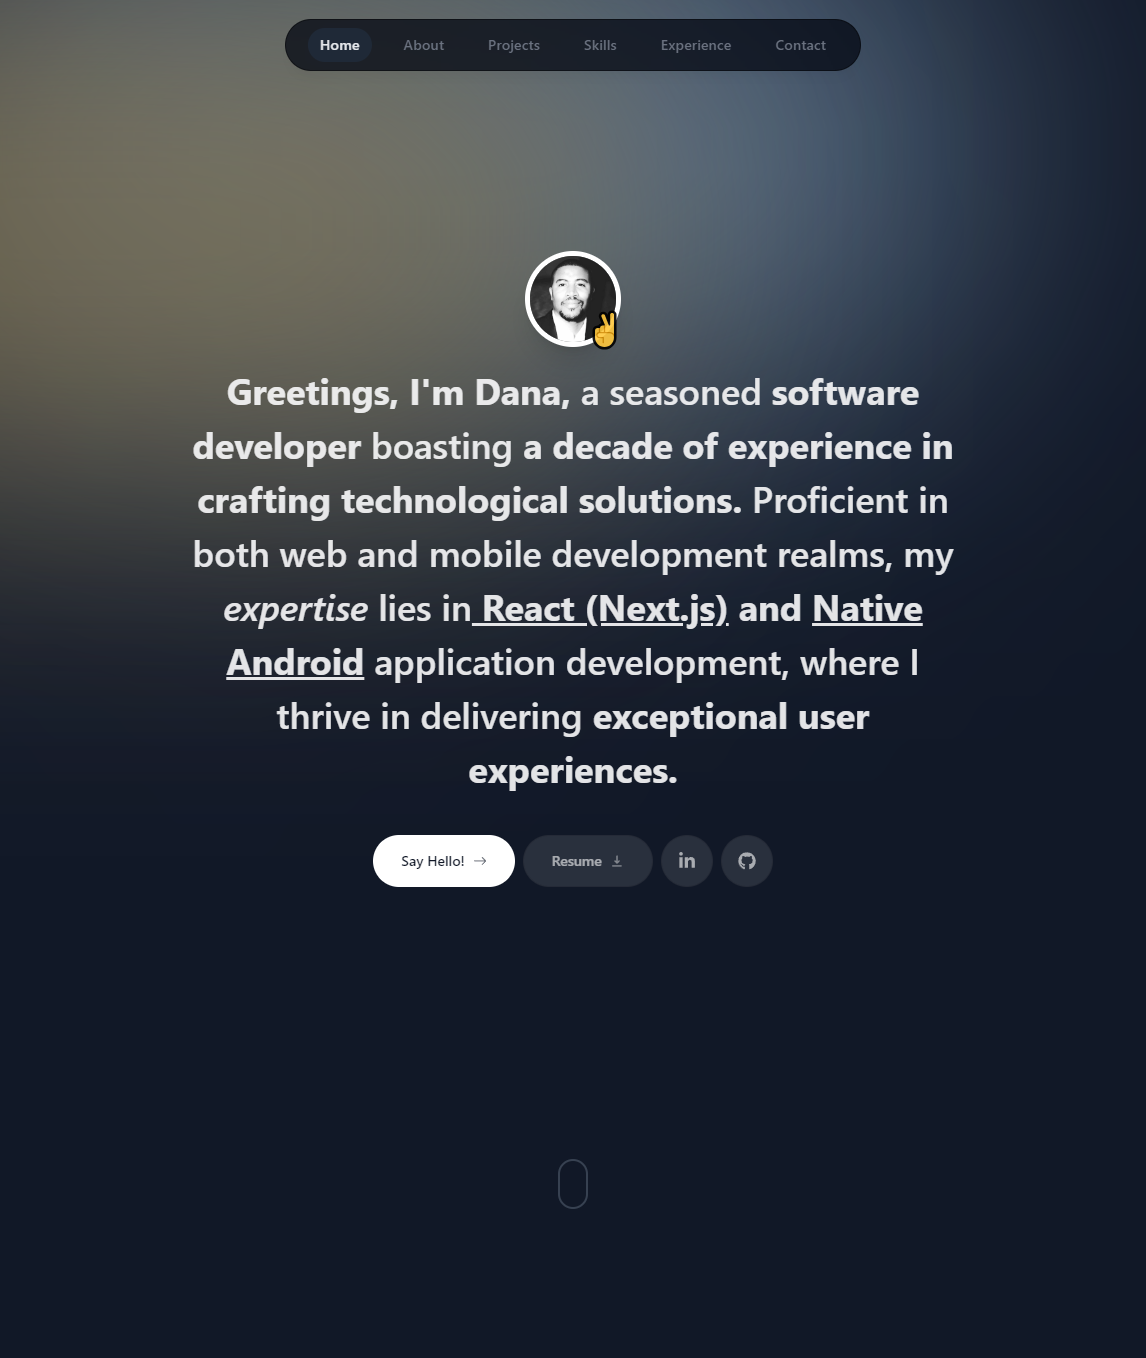 Home About Projects Skills Experience Contact
Greetings, I'm Dana, a seasoned software
developer boasting a decade of experience in
crafting technological solutions. Proficient in
both web and mobile development realms, my
expertise lies in React (Next.js) and Native
Android application development, where I
thrive in delivering exceptional user
experiences.
Say Hello! Resume in